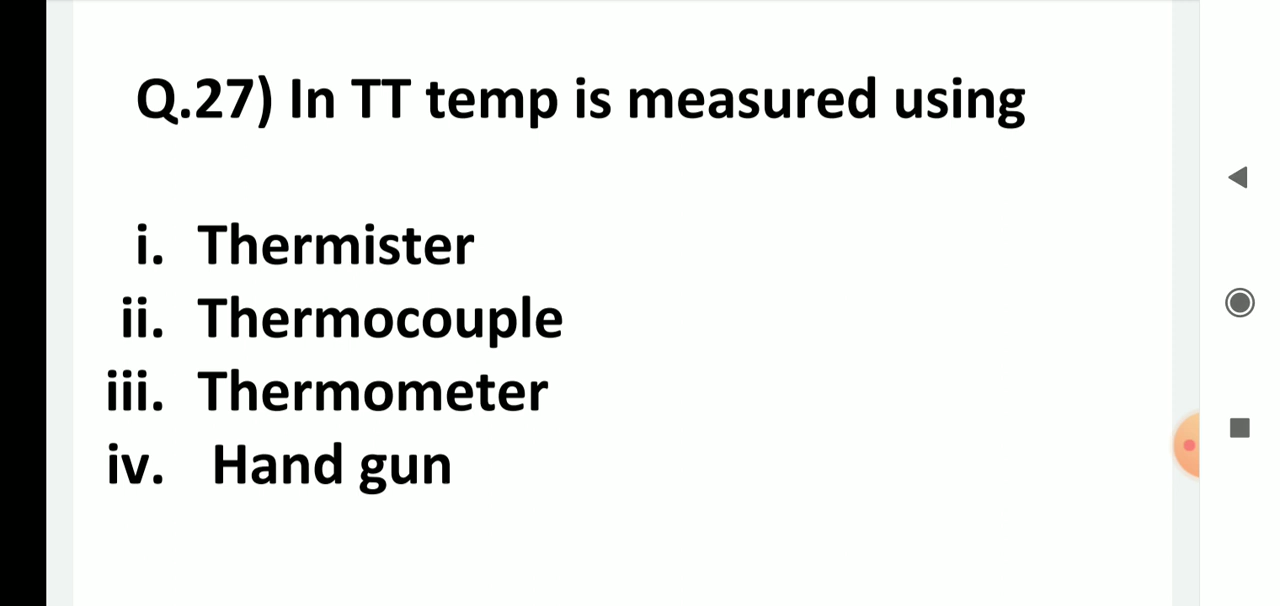 Q.27) In TT temp is measured using
i. Thermister
ii. Thermocouple
iii. Thermometer
iv. Hand gun